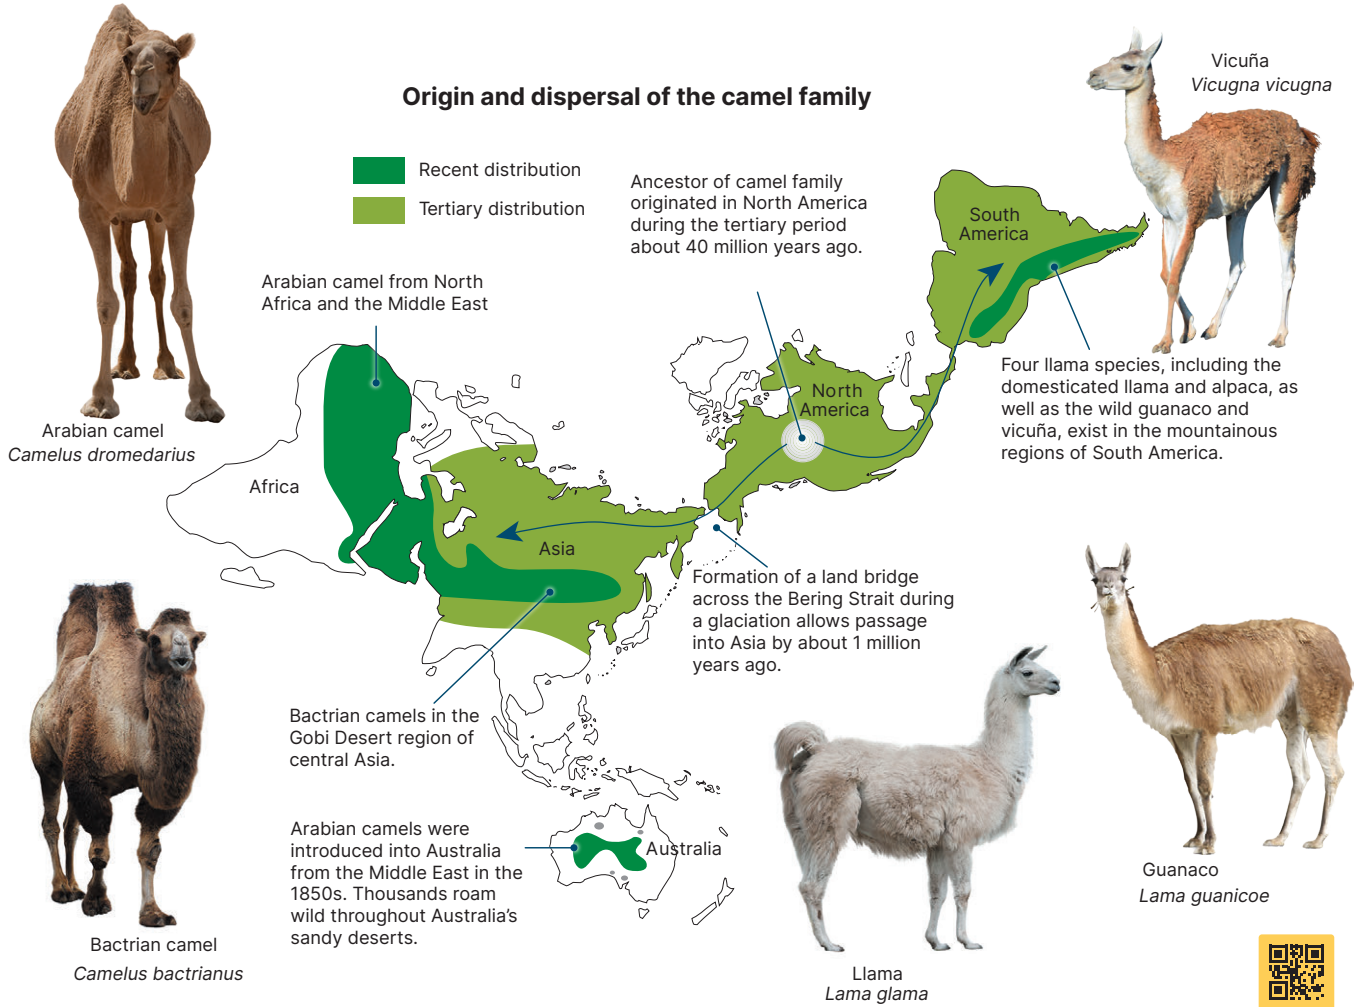 Origin and dispersal of the camel family
Recent distribution
Tertiary distribution
Vicuña
Vicugna vicugna
Ancestor of camel family
originated in North America
during the tertiary period
about 40 million years ago.
South
America
Arabian camel from North
Africa and the Middle East
Four llama species, including the
domesticated llama and alpaca, as
well as the wild guanaco and
vicuña, exist in the mountainous
regions of South America.
North
America
Arabian camel
Camelus dromedarius
Africa
Asia
Formation of a land bridge
across the Bering Strait during
a glaciation allows passage
into Asia by about 1 million
years ago.
Bactrian camels in the
Gobi Desert region of
central Asia.
Arabian camels were
introduced into Australia
from the Middle East in the
1850s. Thousands roam
wild throughout Australia’s
sandy deserts.
Australia
Guanaco
Lama guanicoe
Bactrian camel
Camelus bactrianus
Llama
Lama glama